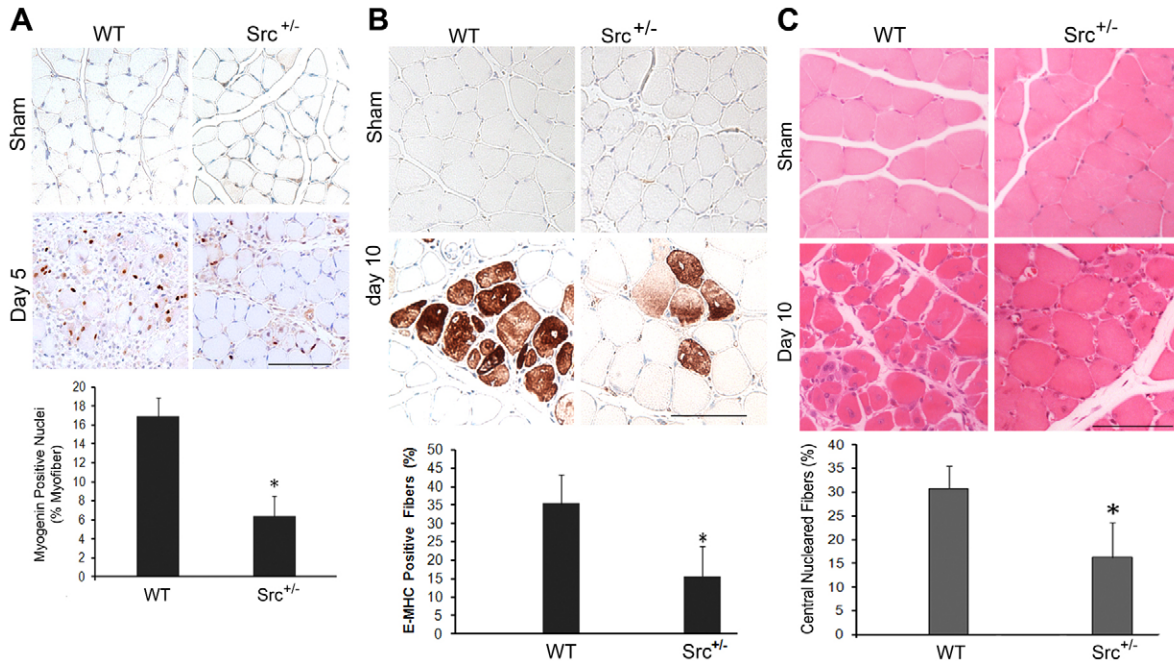 A
WT
Src+/-
Sham
Day 5
Myogenin Positive Nuclei
(% Myofiber)
20
18
16
14
12
10
8
6
4
2
0
*
WT
Src+/-
B
WT
Src+/-
Sham
day 10
E-MHC Positive Fibers (%)
50
45
40
35
30
25
20
15
10
5
0
*
WT
Src+/-
C
WT
Src+/-
Sham
Day 10
Central Nucleared Fibers (%)
40
35
30
25
20
15
10
5
0
*
WT
Src+/-